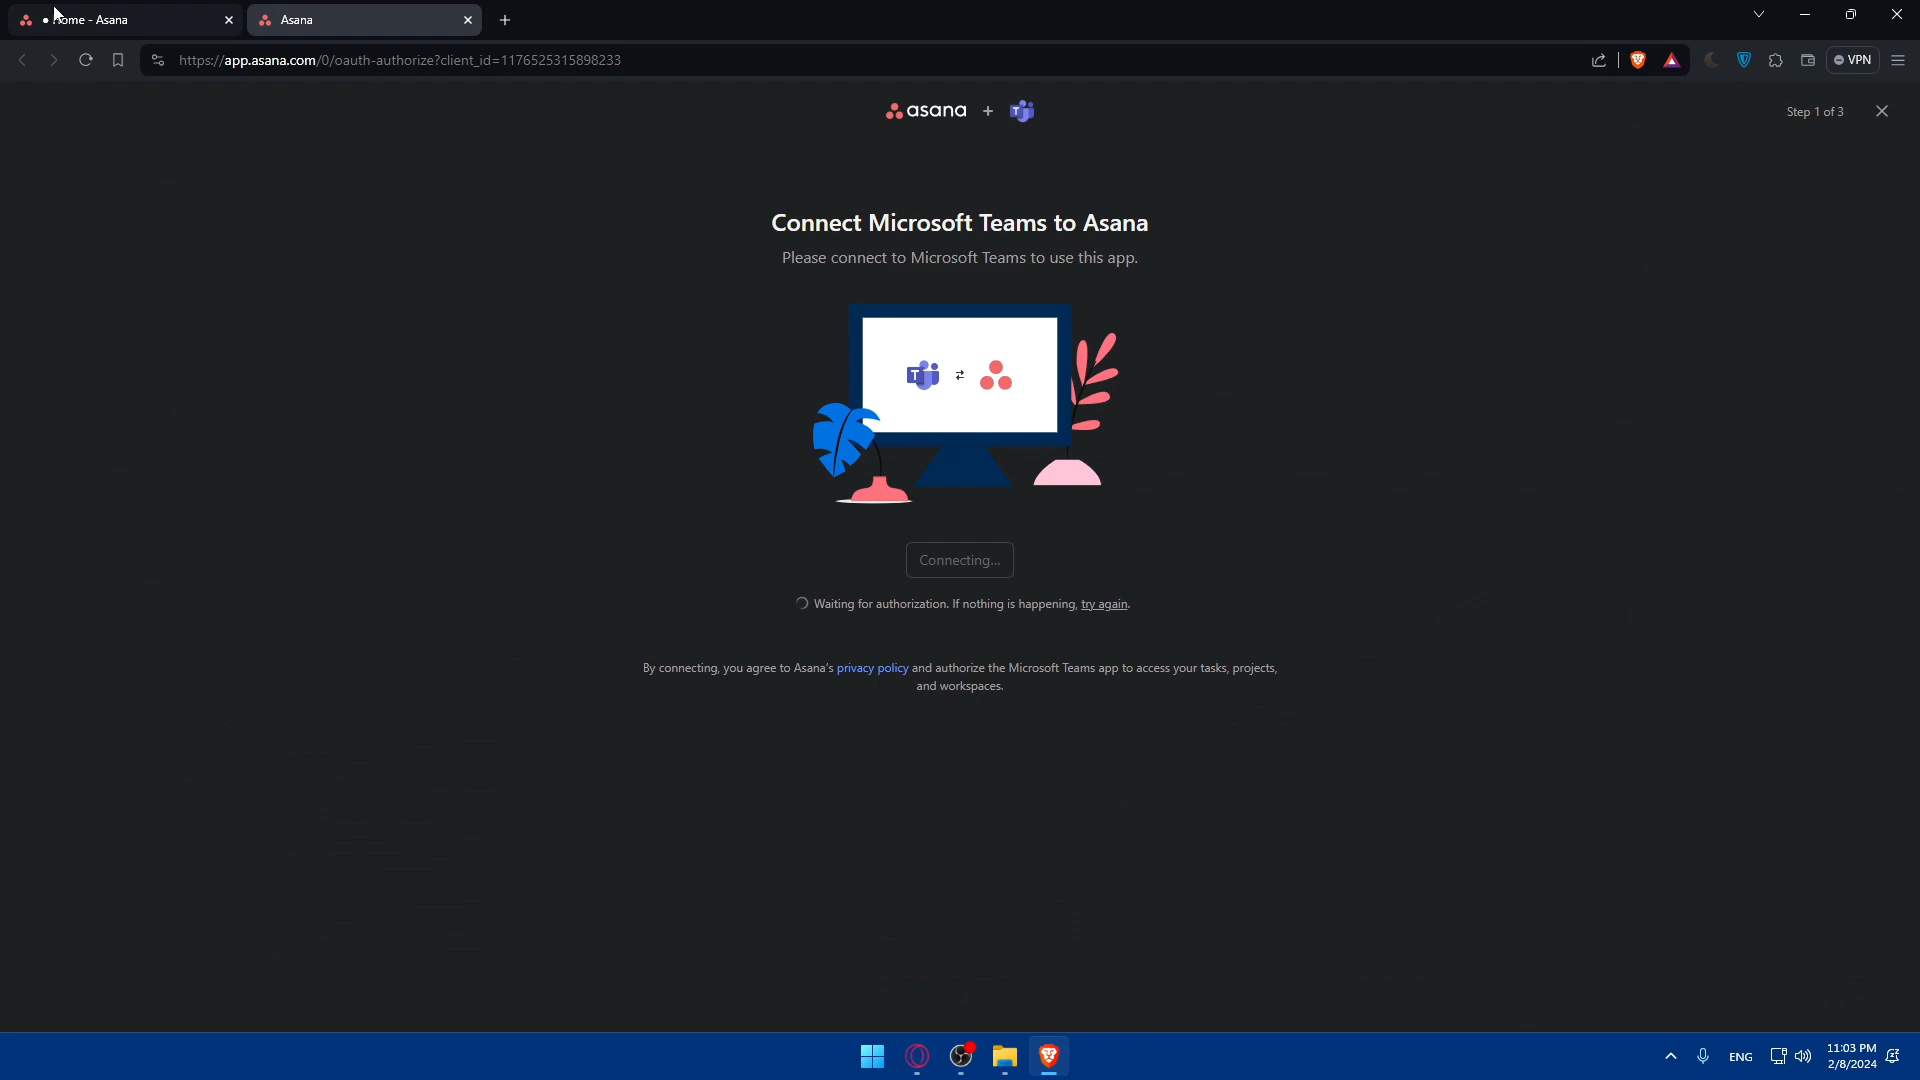 Home - Asana
Asana
https://app.asana.com/0/oauth-authorize?client_id=1176525315898233
VPN
asana +
Step 1 of 3
Connect Microsoft Teams to Asana
Please connect to Microsoft Teams to use this app.
Connecting...
Waiting for authorization. If nothing is happening, try again.
By connecting, you agree to Asana's privacy policy and authorize the Microsoft Teams app to access your tasks, projects,
and workspaces.
ENG
11:03 PM
2/8/2024